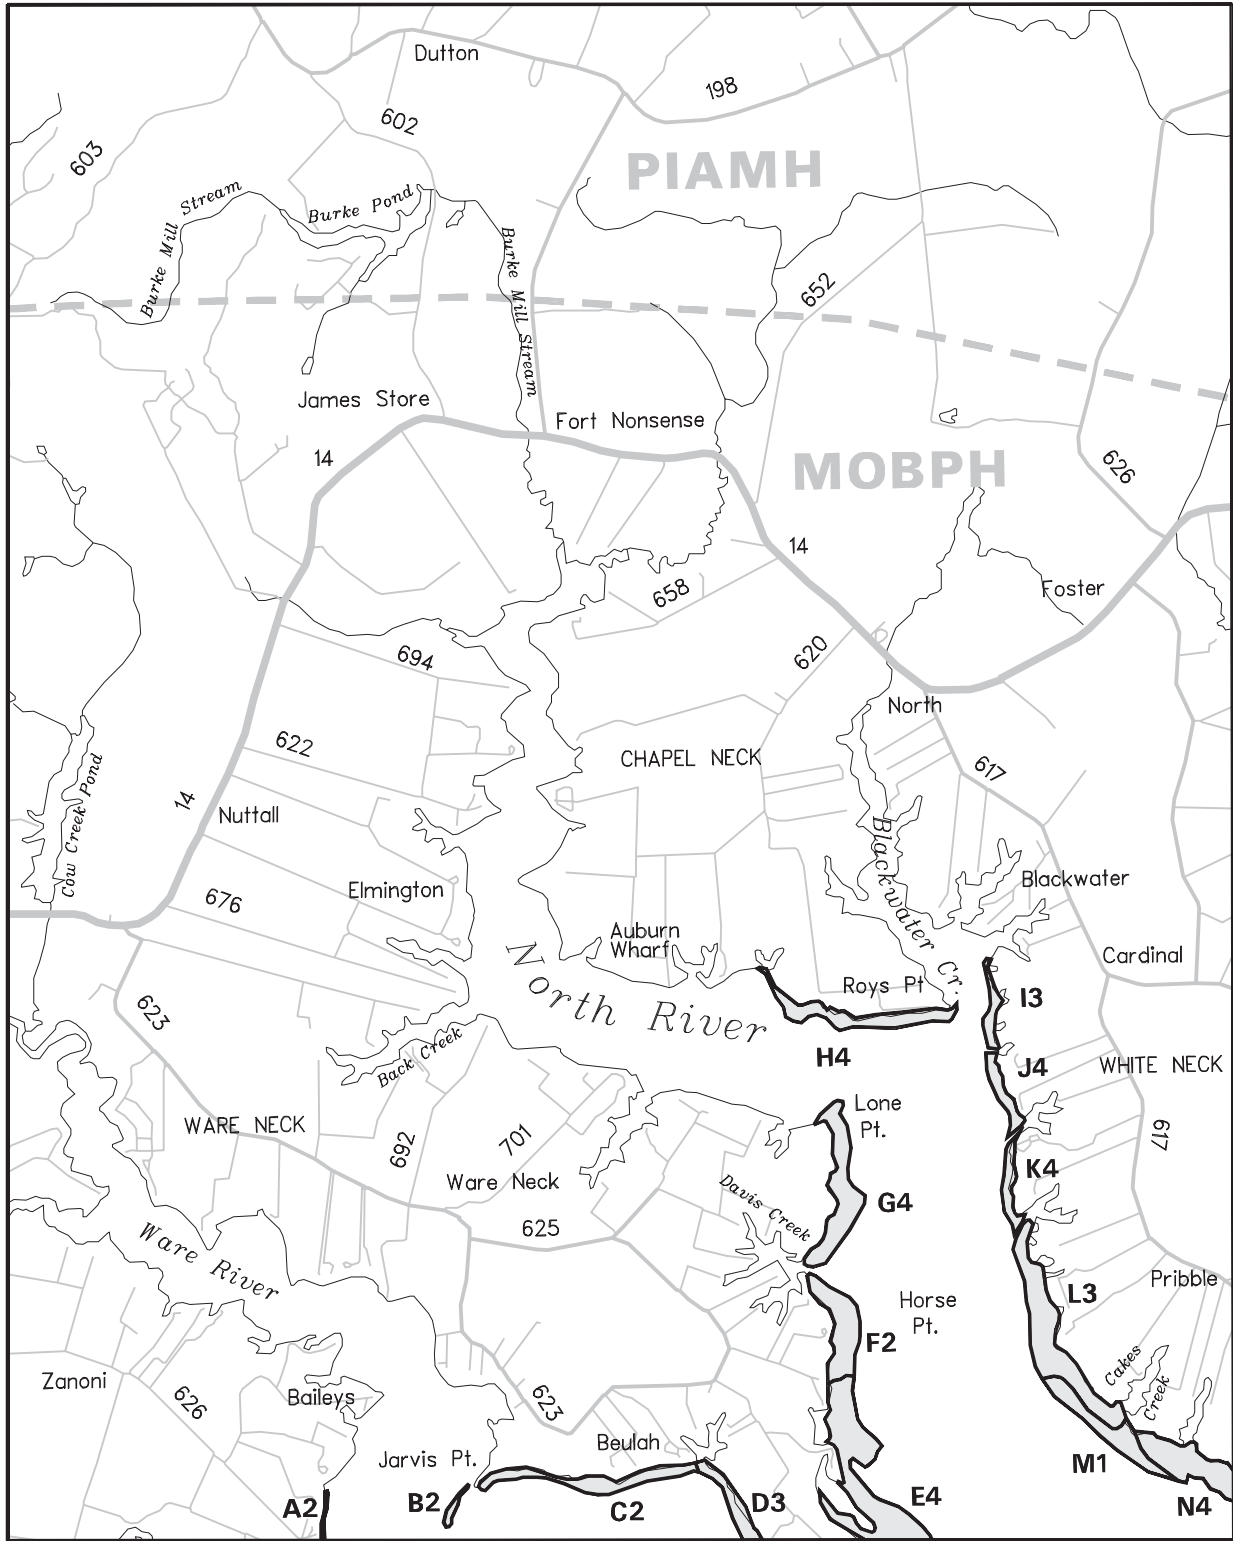 Dutton
198
602
603
PIAMH
Burke Mill Stream
Burke Pond
Burke Mill Stream
652
James Store
Fort Nonsense
14
MOBPH
626
14
658
Foster
620
694
North
622
CHAPEL NECK
617
14
Nuttall
Cow Creek Pond
Blackwater Cr.
Blackwater
Elmington
676
Auburn
Wharf
Cardinal
North River
Roys Pt
I3
623
H4
Back Creek
J4
WHITE NECK
Lone
Pt.
WARE NECK
692
701
617
K4
Ware Neck
Davis Creek
G4
625
Ware River
Pribble
L3
Horse
Pt.
F2
Cakes
Creek
Zanoni
626
Baileys
623
Beulah
Jarvis Pt.
M1
A2
B2
C2
D3
E4
N4